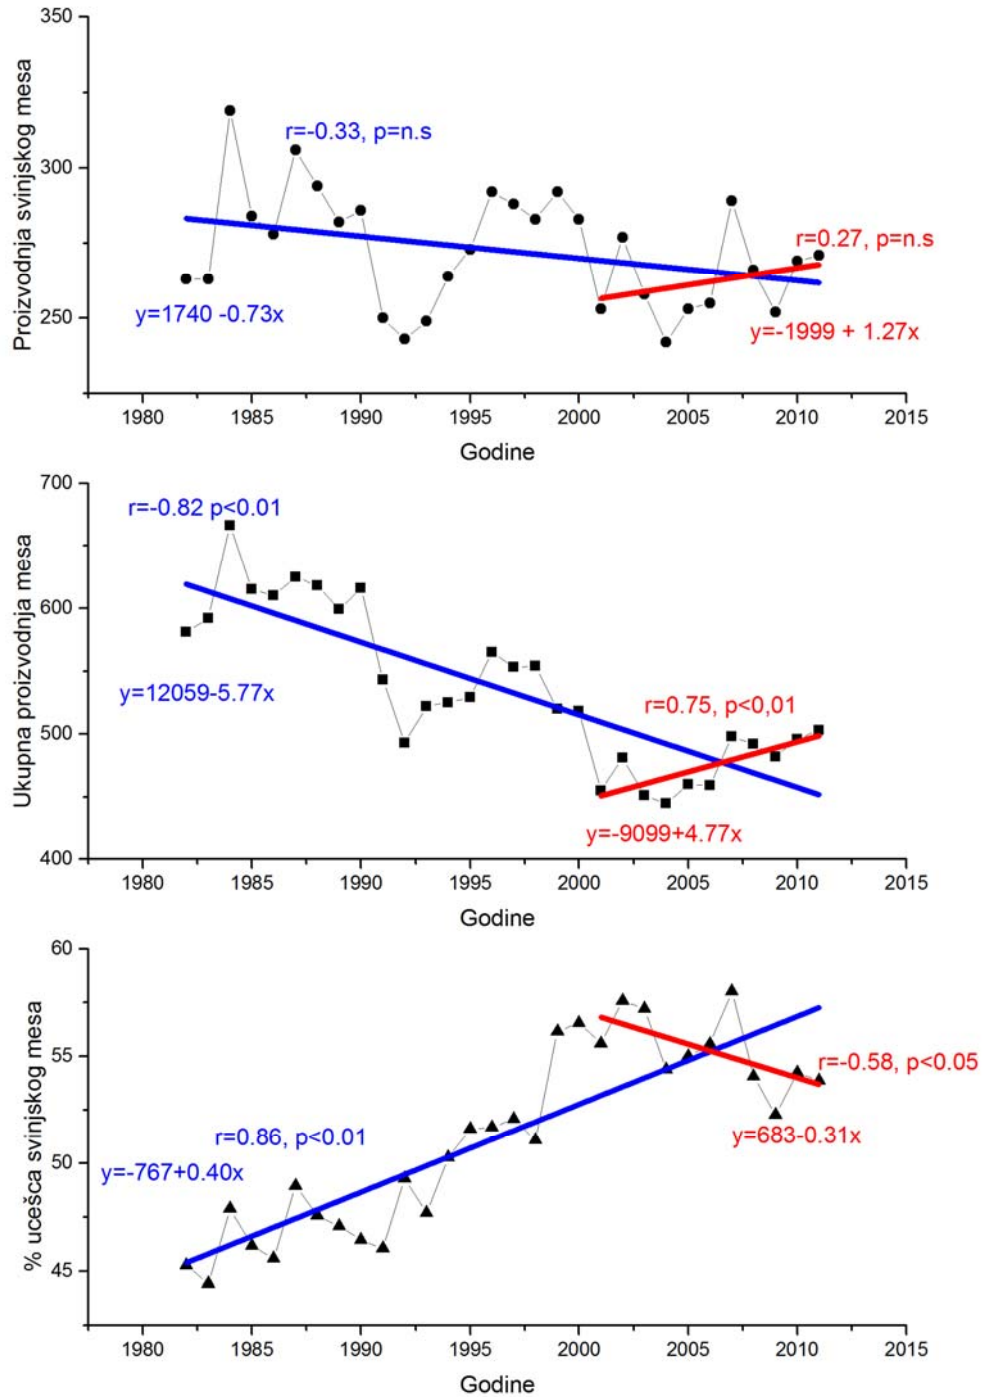 350
300
250
Proizvodnja svinjskog mesa
r=-0.33, p=n.s
r=0.27, p=n.s
y=1740 -0.73x
y=-1999 + 1.27x
1980 1985 1990 1995 2000 2005 2010 2015
Godine
700
600
500
400
Ukupna proizvodnja mesa
r=-0.82 p<0.01
y=12059-5.77x
r=0.75, p<0,01
y=-9099+4.77x
1980 1985 1990 1995 2000 2005 2010 2015
Godine
60
55
50
45
% ucešca svinjskog mesa
r=-0.58, p<0.05
r=0.86, p<0.01
y=683-0.31x
y=-767+0.40x
1980 1985 1990 1995 2000 2005 2010 2015
Godine